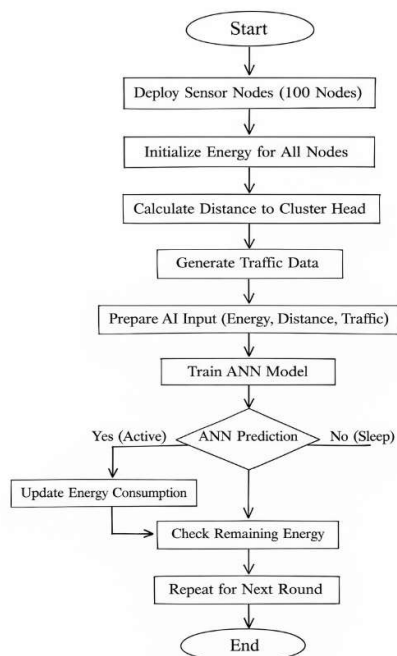 Start
Deploy Sensor Nodes (100 Nodes)
Initialize Energy for All Nodes
Calculate Distance to Cluster Head
Generate Traffic Data
Prepare AI Input (Energy, Distance, Traffic)
Train ANN Model
Yes (Active)
ANN Prediction
No (Sleep)
Update Energy Consumption
Check Remaining Energy
Repeat for Next Round
End